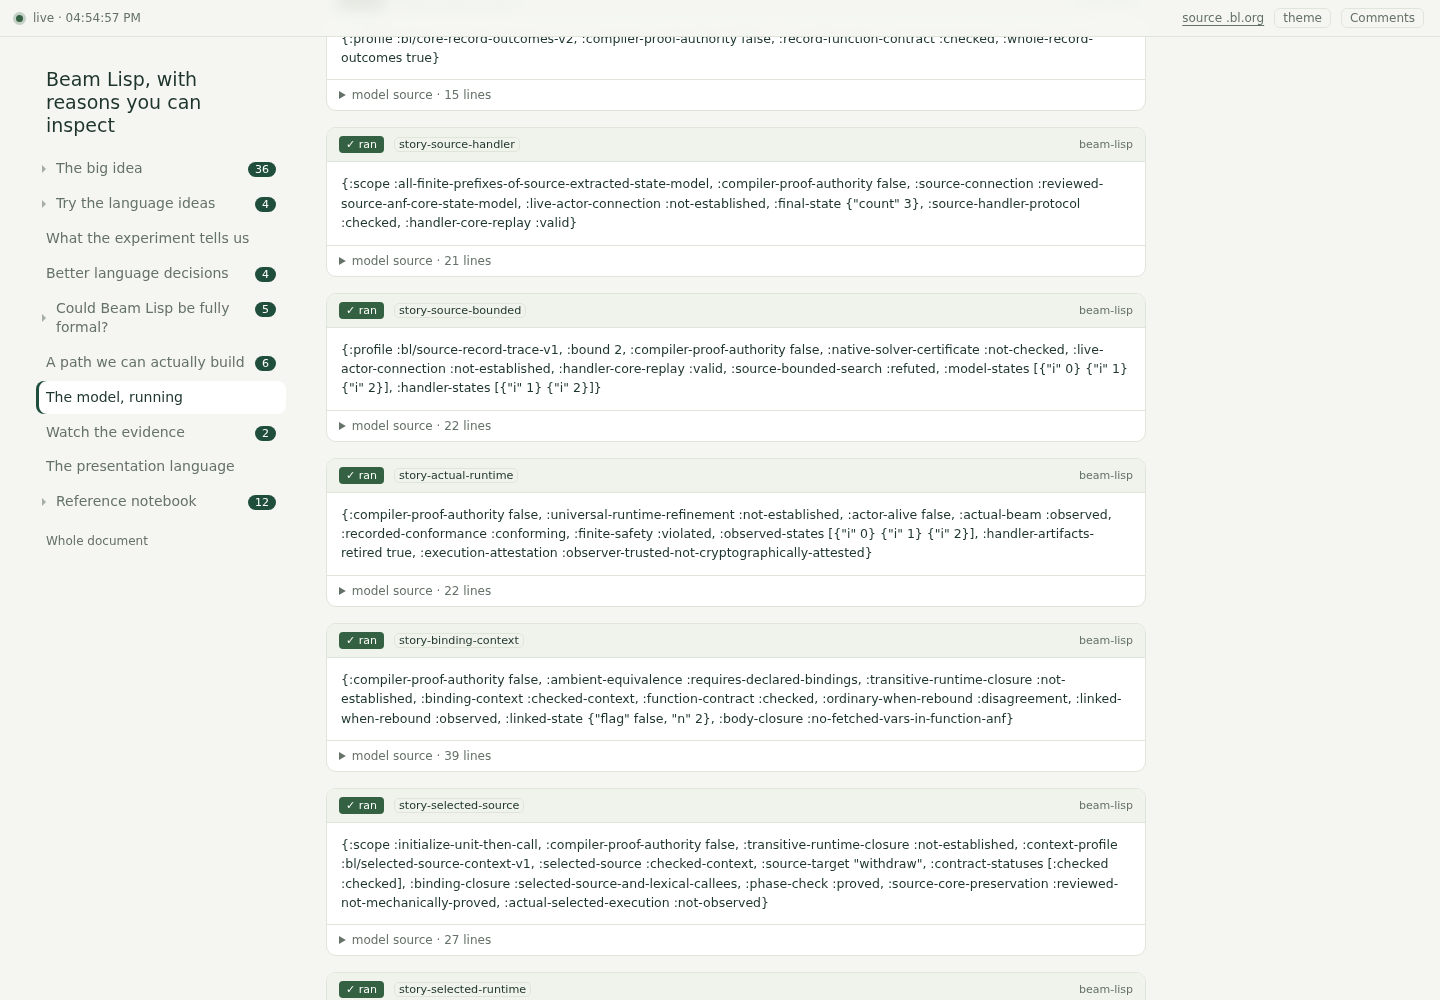 live · 04:54:57 PM
source .bl.org
theme
Comments
Beam Lisp, with
reasons you can
inspect
The big idea 36
Try the language ideas 4
What the experiment tells us
Better language decisions 4
Could Beam Lisp be fully 5
formal?
A path we can actually build 6
The model, running
Watch the evidence 2
The presentation language
Reference notebook 12
Whole document
{:profile :bl/core-record-outcomes-v2, :compiler-proof-authority false, :record-function-contract :checked, :whole-record-
outcomes true}
▶ model source · 15 lines
✓ ran story-source-handler beam-lisp
{:scope :all-finite-prefixes-of-source-extracted-state-model, :compiler-proof-authority false, :source-connection :reviewed-
source-anf-core-state-model, :live-actor-connection :not-established, :final-state {"count" 3}, :source-handler-protocol
:checked, :handler-core-replay :valid}
▶ model source · 21 lines
✓ ran story-source-bounded beam-lisp
{:profile :bl/source-record-trace-v1, :bound 2, :compiler-proof-authority false, :native-solver-certificate :not-checked, :live-
actor-connection :not-established, :handler-core-replay :valid, :source-bounded-search :refuted, :model-states [{"i" 0} {"i" 1}
{"i" 2}], :handler-states [{"i" 1} {"i" 2}]}
▶ model source · 22 lines
✓ ran story-actual-runtime beam-lisp
{:compiler-proof-authority false, :universal-runtime-refinement :not-established, :actor-alive false, :actual-beam :observed,
:recorded-conformance :conforming, :finite-safety :violated, :observed-states [{"i" 0} {"i" 1} {"i" 2}], :handler-artifacts-
retired true, :execution-attestation :observer-trusted-not-cryptographically-attested}
▶ model source · 22 lines
✓ ran story-binding-context beam-lisp
{:compiler-proof-authority false, :ambient-equivalence :requires-declared-bindings, :transitive-runtime-closure :not-
established, :binding-context :checked-context, :function-contract :checked, :ordinary-when-rebound :disagreement, :linked-
when-rebound :observed, :linked-state {"flag" false, "n" 2}, :body-closure :no-fetched-vars-in-function-anf}
▶ model source · 39 lines
✓ ran story-selected-source beam-lisp
{:scope :initialize-unit-then-call, :compiler-proof-authority false, :transitive-runtime-closure :not-established, :context-profile
:bl/selected-source-context-v1, :selected-source :checked-context, :source-target "withdraw", :contract-statuses [:checked
:checked], :binding-closure :selected-source-and-lexical-callees, :phase-check :proved, :source-core-preservation :reviewed-
not-mechanically-proved, :actual-selected-execution :not-observed}
▶ model source · 27 lines
✓ ran story-selected-runtime beam-lisp